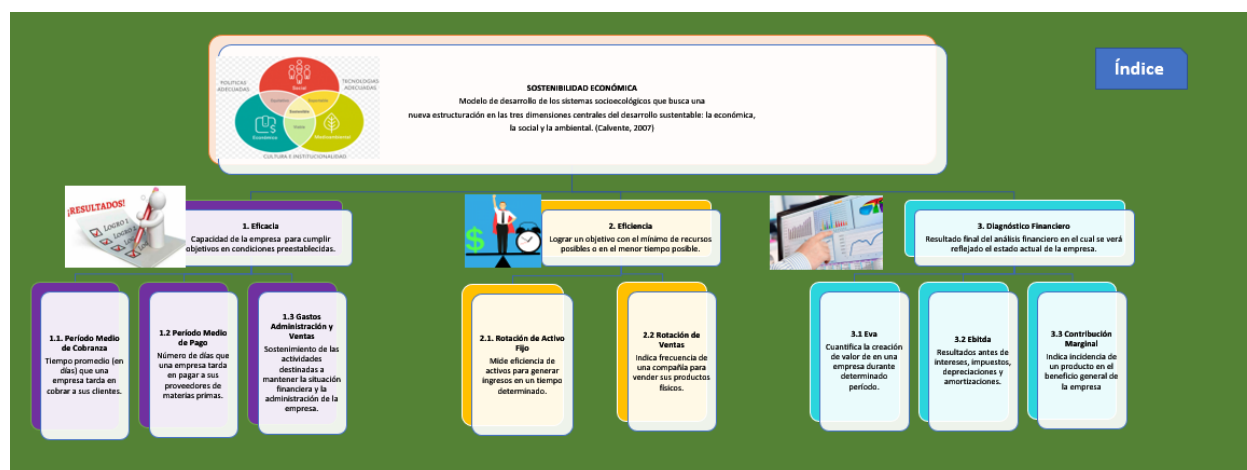 Índice
SOSTENIBILIDAD ECONÓMICA
Modelo de desarrollo de los sistemas socioecológicos que busca una
nueva estructuración en las tres dimensiones centrales del desarrollo sustentable: la económica,
la social y la ambiental. (Calvente, 2007)
POLITICAS
ADECUADAS
TECNOLOGÍAS
ADECUADAS
Social
Sostenible
Económico
Medioambiente
CULTURA E INSTITUCIONALIDAD
¡RESULTADOS!
LOGRO 1
LOGRO
1. Eficacia
Capacidad de la empresa para cumplir
objetivos en condiciones preestablecidas.
2. Eficiencia
Lograr un objetivo con el mínimo de recursos
posibles o en el menor tiempo posible.
$
3. Diagnóstico Financiero
Resultado final del análisis financiero en el cual se verá
reflejado el estado actual de la empresa.
1.1. Período Medio
de Cobranza
Tiempo promedio (en
días) que una
empresa tarda en
cobrar a sus clientes.
1.2 Período Medio
de Pago
Número de días que
una empresa tarda
en pagar a sus
proveedores de
materias primas.
1.3 Gastos
Administración y
Ventas
Sostenimiento de las
actividades
destinadas a
mantener la situación
financiera y la
administración de la
empresa.
2.1. Rotación de Activo
Fijo
Mide eficiencia de
activos para generar
ingresos en un tiempo
determinado.
2.2 Rotación de
Ventas
Indica frecuencia de
una compañía para
vender sus productos
físicos.
3.1 Eva
Cuantifica la creación
de valor de en una
empresa durante
determinado
período.
3.2 Ebitda
Resultados antes de
intereses, impuestos,
depreciaciones y
amortizaciones.
3.3 Contribución
Marginal
Indica incidencia de
un producto en el
beneficio general de
la empresa